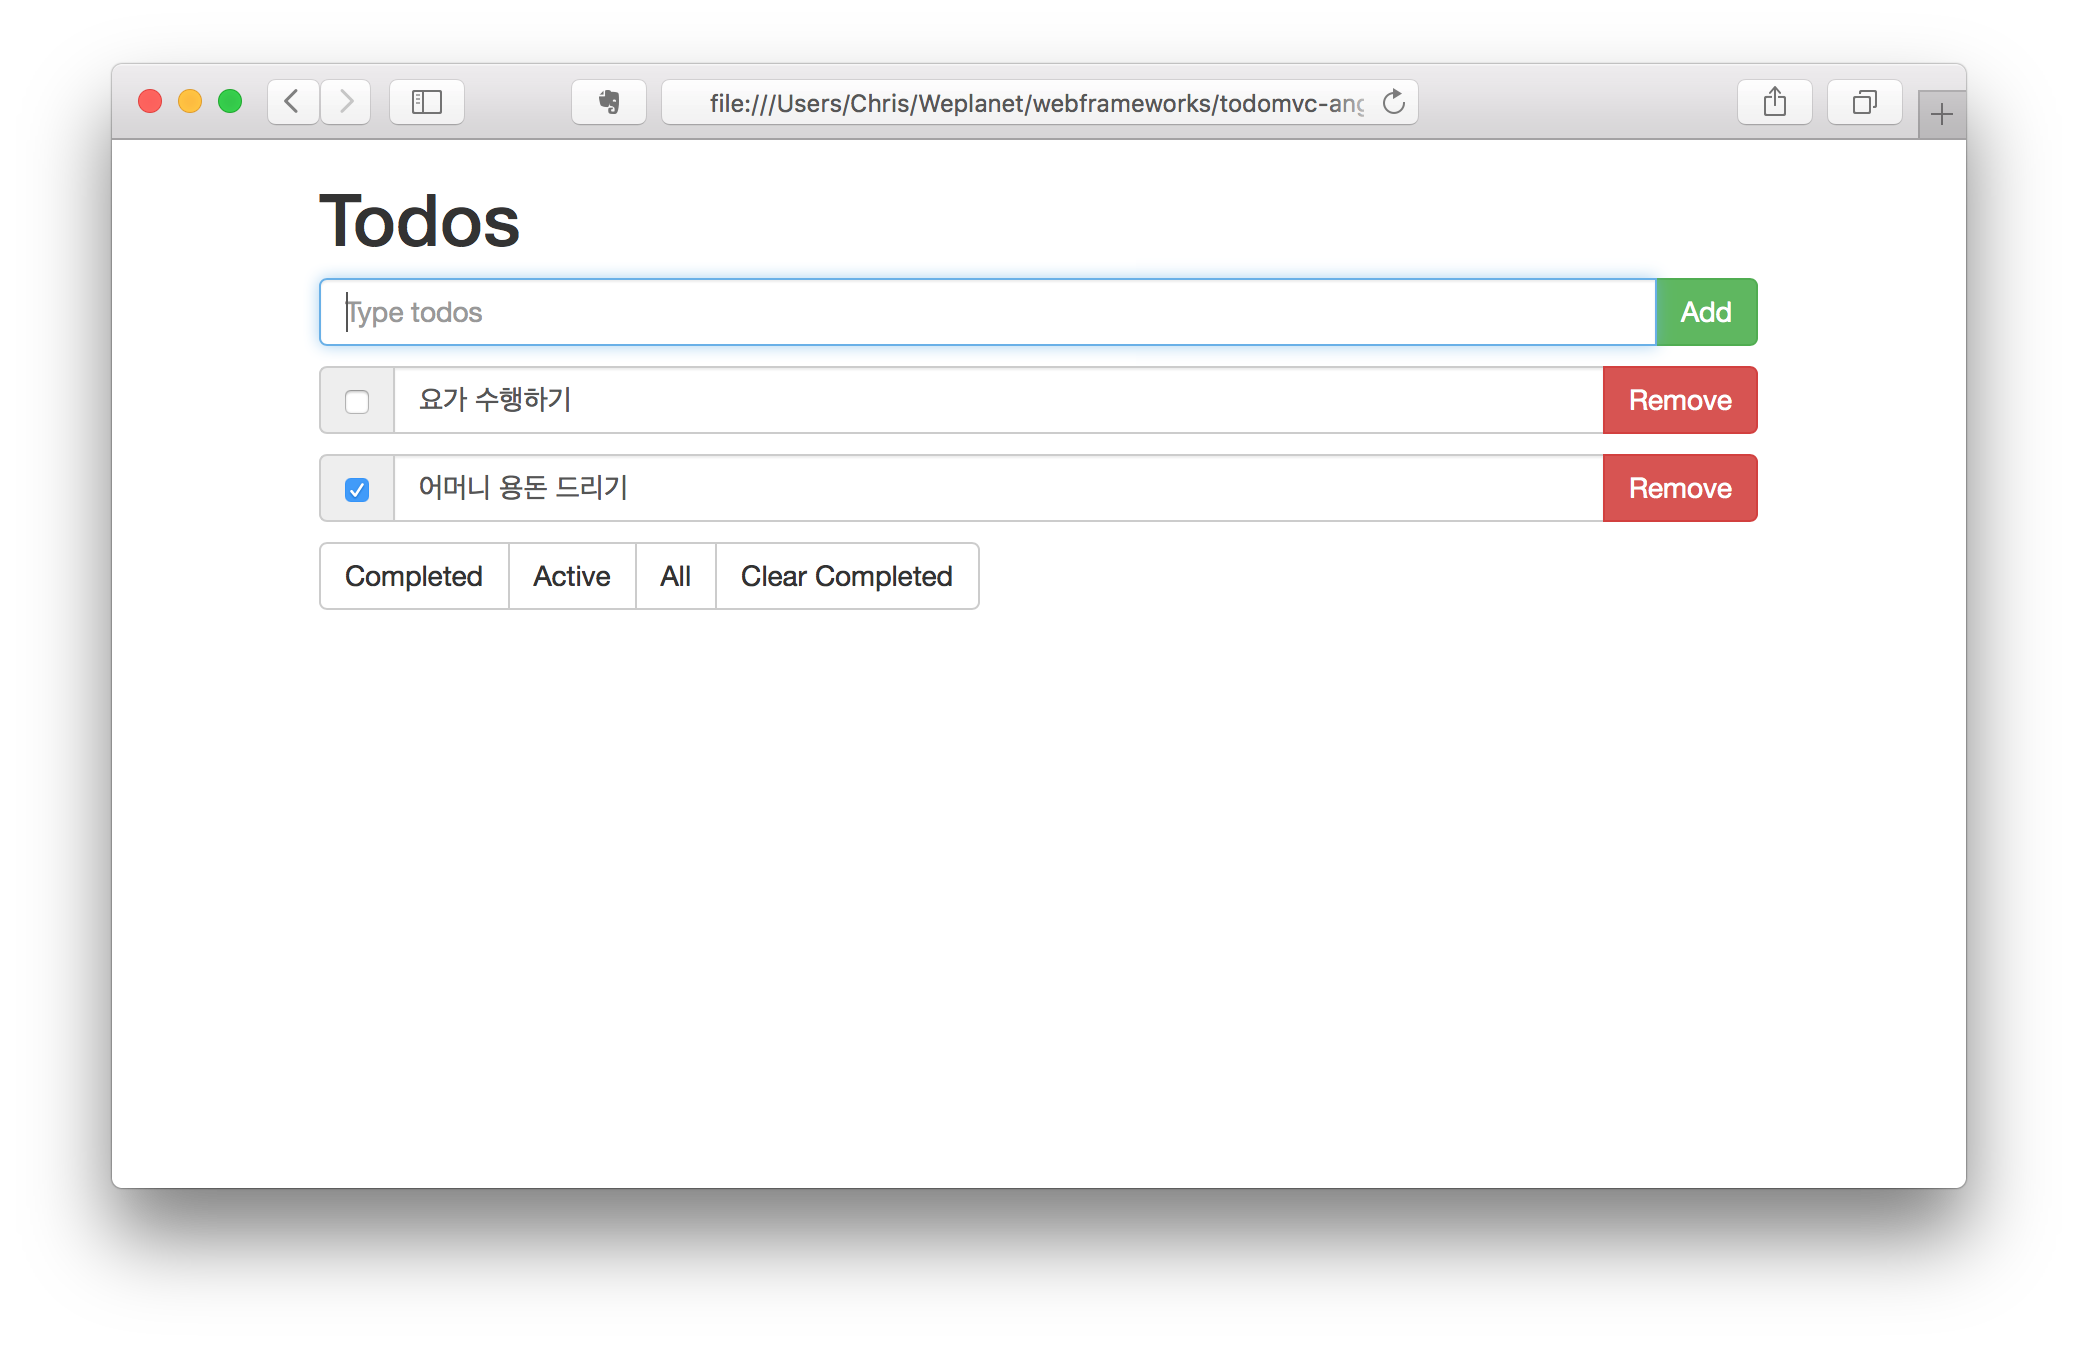 file:///Users/Chris/Weplanet/webframeworks/todomvc-ang
Todos
Type todos Add
요가 수행하기 Remove
어머니 용돈 드리기 Remove
Completed Active All Clear Completed